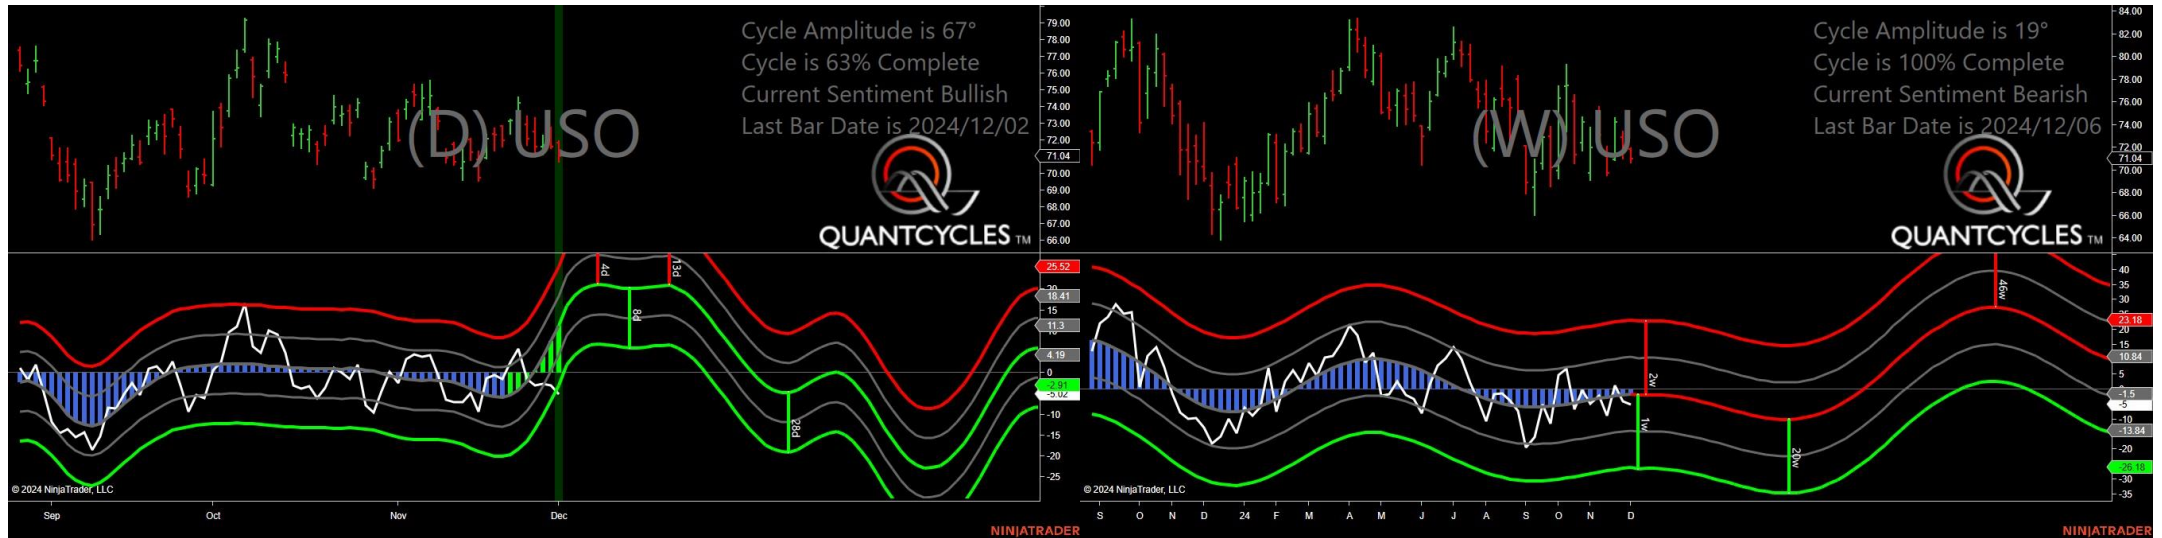 Cycle Amplitude is 67°
Cycle is 63% Complete
Current Sentiment Bullish
Last Bar Date is 2024/12/02
(D) USO
QUANTCYCLES TM
79.00
78.00
77.00
76.00
75.00
74.00
73.00
72.00
71.04
70.00
69.00
68.00
67.00
66.00
4d
13d
8d
28d
25.52
20
18.41
15
11.3
4.19
0
-2.91
-5.02
-10
-15
-20
-25
© 2024 NinjaTrader, LLC
Sep
Oct
Nov
Dec
NINJATRADER
Cycle Amplitude is 19°
Cycle is 100% Complete
Current Sentiment Bearish
Last Bar Date is 2024/12/06
(W) USO
QUANTCYCLES TM
84.00
82.00
80.00
78.00
76.00
74.00
72.00
71.04
70.00
68.00
66.00
64.00
46w
2w
1w
20w
40
35
30
23.18
15
10.84
5
-1.5
-5
-10
-13.84
-20
-26.18
-30
-35
© 2024 NinjaTrader, LLC
S
O
N
D
24
F
M
A
M
J
J
A
S
O
N
D
NINJATRADER